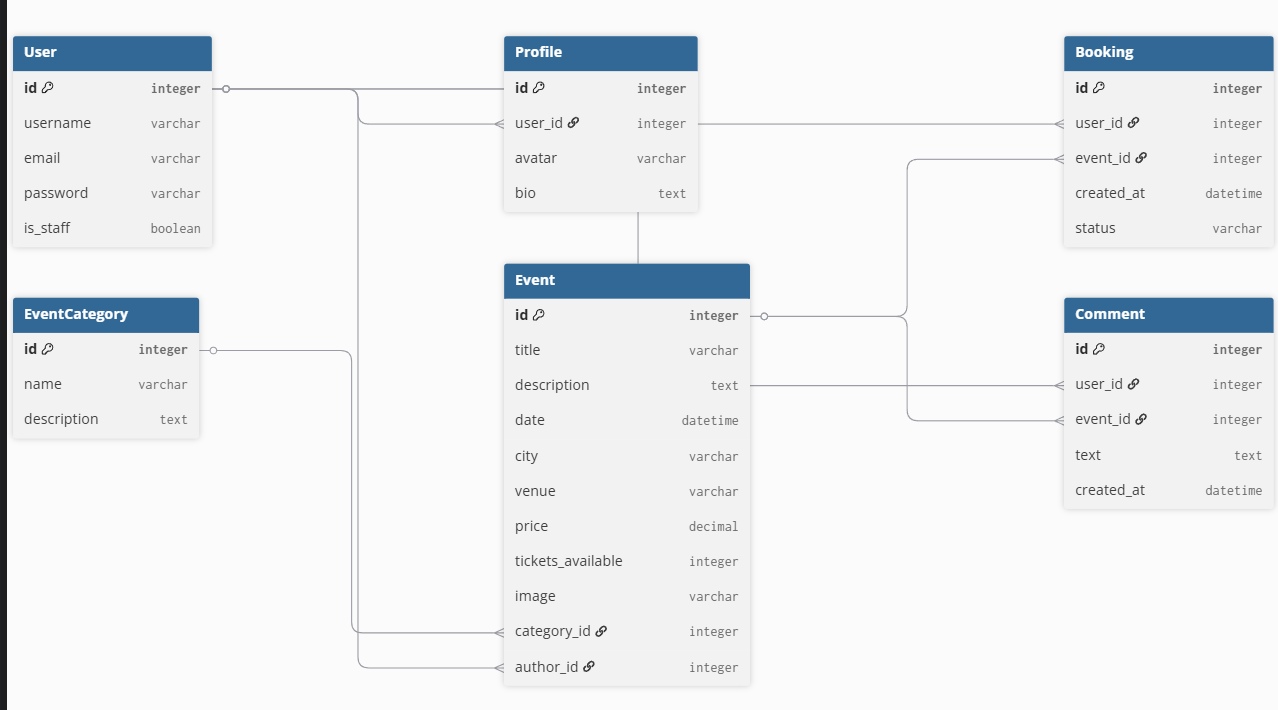 User
id integer
username varchar
email varchar
password varchar
is_staff boolean
Profile
id integer
user_id integer
avatar varchar
bio text
Booking
id integer
user_id integer
event_id integer
created_at datetime
status varchar
EventCategory
id integer
name varchar
description text
Event
id integer
title varchar
description text
date datetime
city varchar
venue varchar
price decimal
tickets_available integer
image varchar
category_id integer
author_id integer
Comment
id integer
user_id integer
event_id integer
text text
created_at datetime